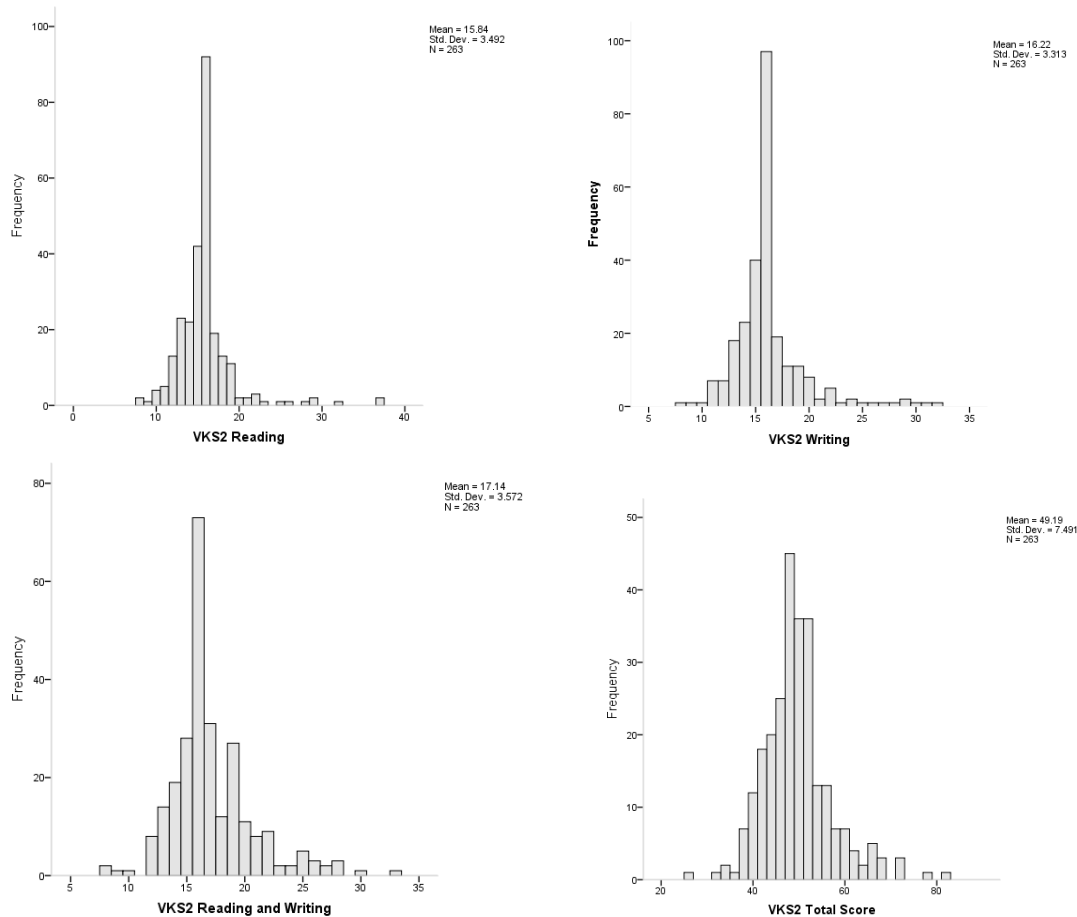 Mean = 15.84
Std. Dev. = 3.492
N = 263
100
80
60
40
20
0
Frequency
0 10 20 30 40
VKS2 Reading
Mean = 16.22
Std. Dev. = 3.313
N = 263
100
80
60
40
20
0
Frequency
5 10 15 20 25 30 35
VKS2 Writing
Mean = 17.14
Std. Dev. = 3.572
N = 263
80
60
40
20
0
Frequency
5 10 15 20 25 30 35
VKS2 Reading and Writing
Mean = 49.19
Std. Dev. = 7.491
N = 263
50
40
30
20
10
0
Frequency
20 40 60 80
VKS2 Total Score